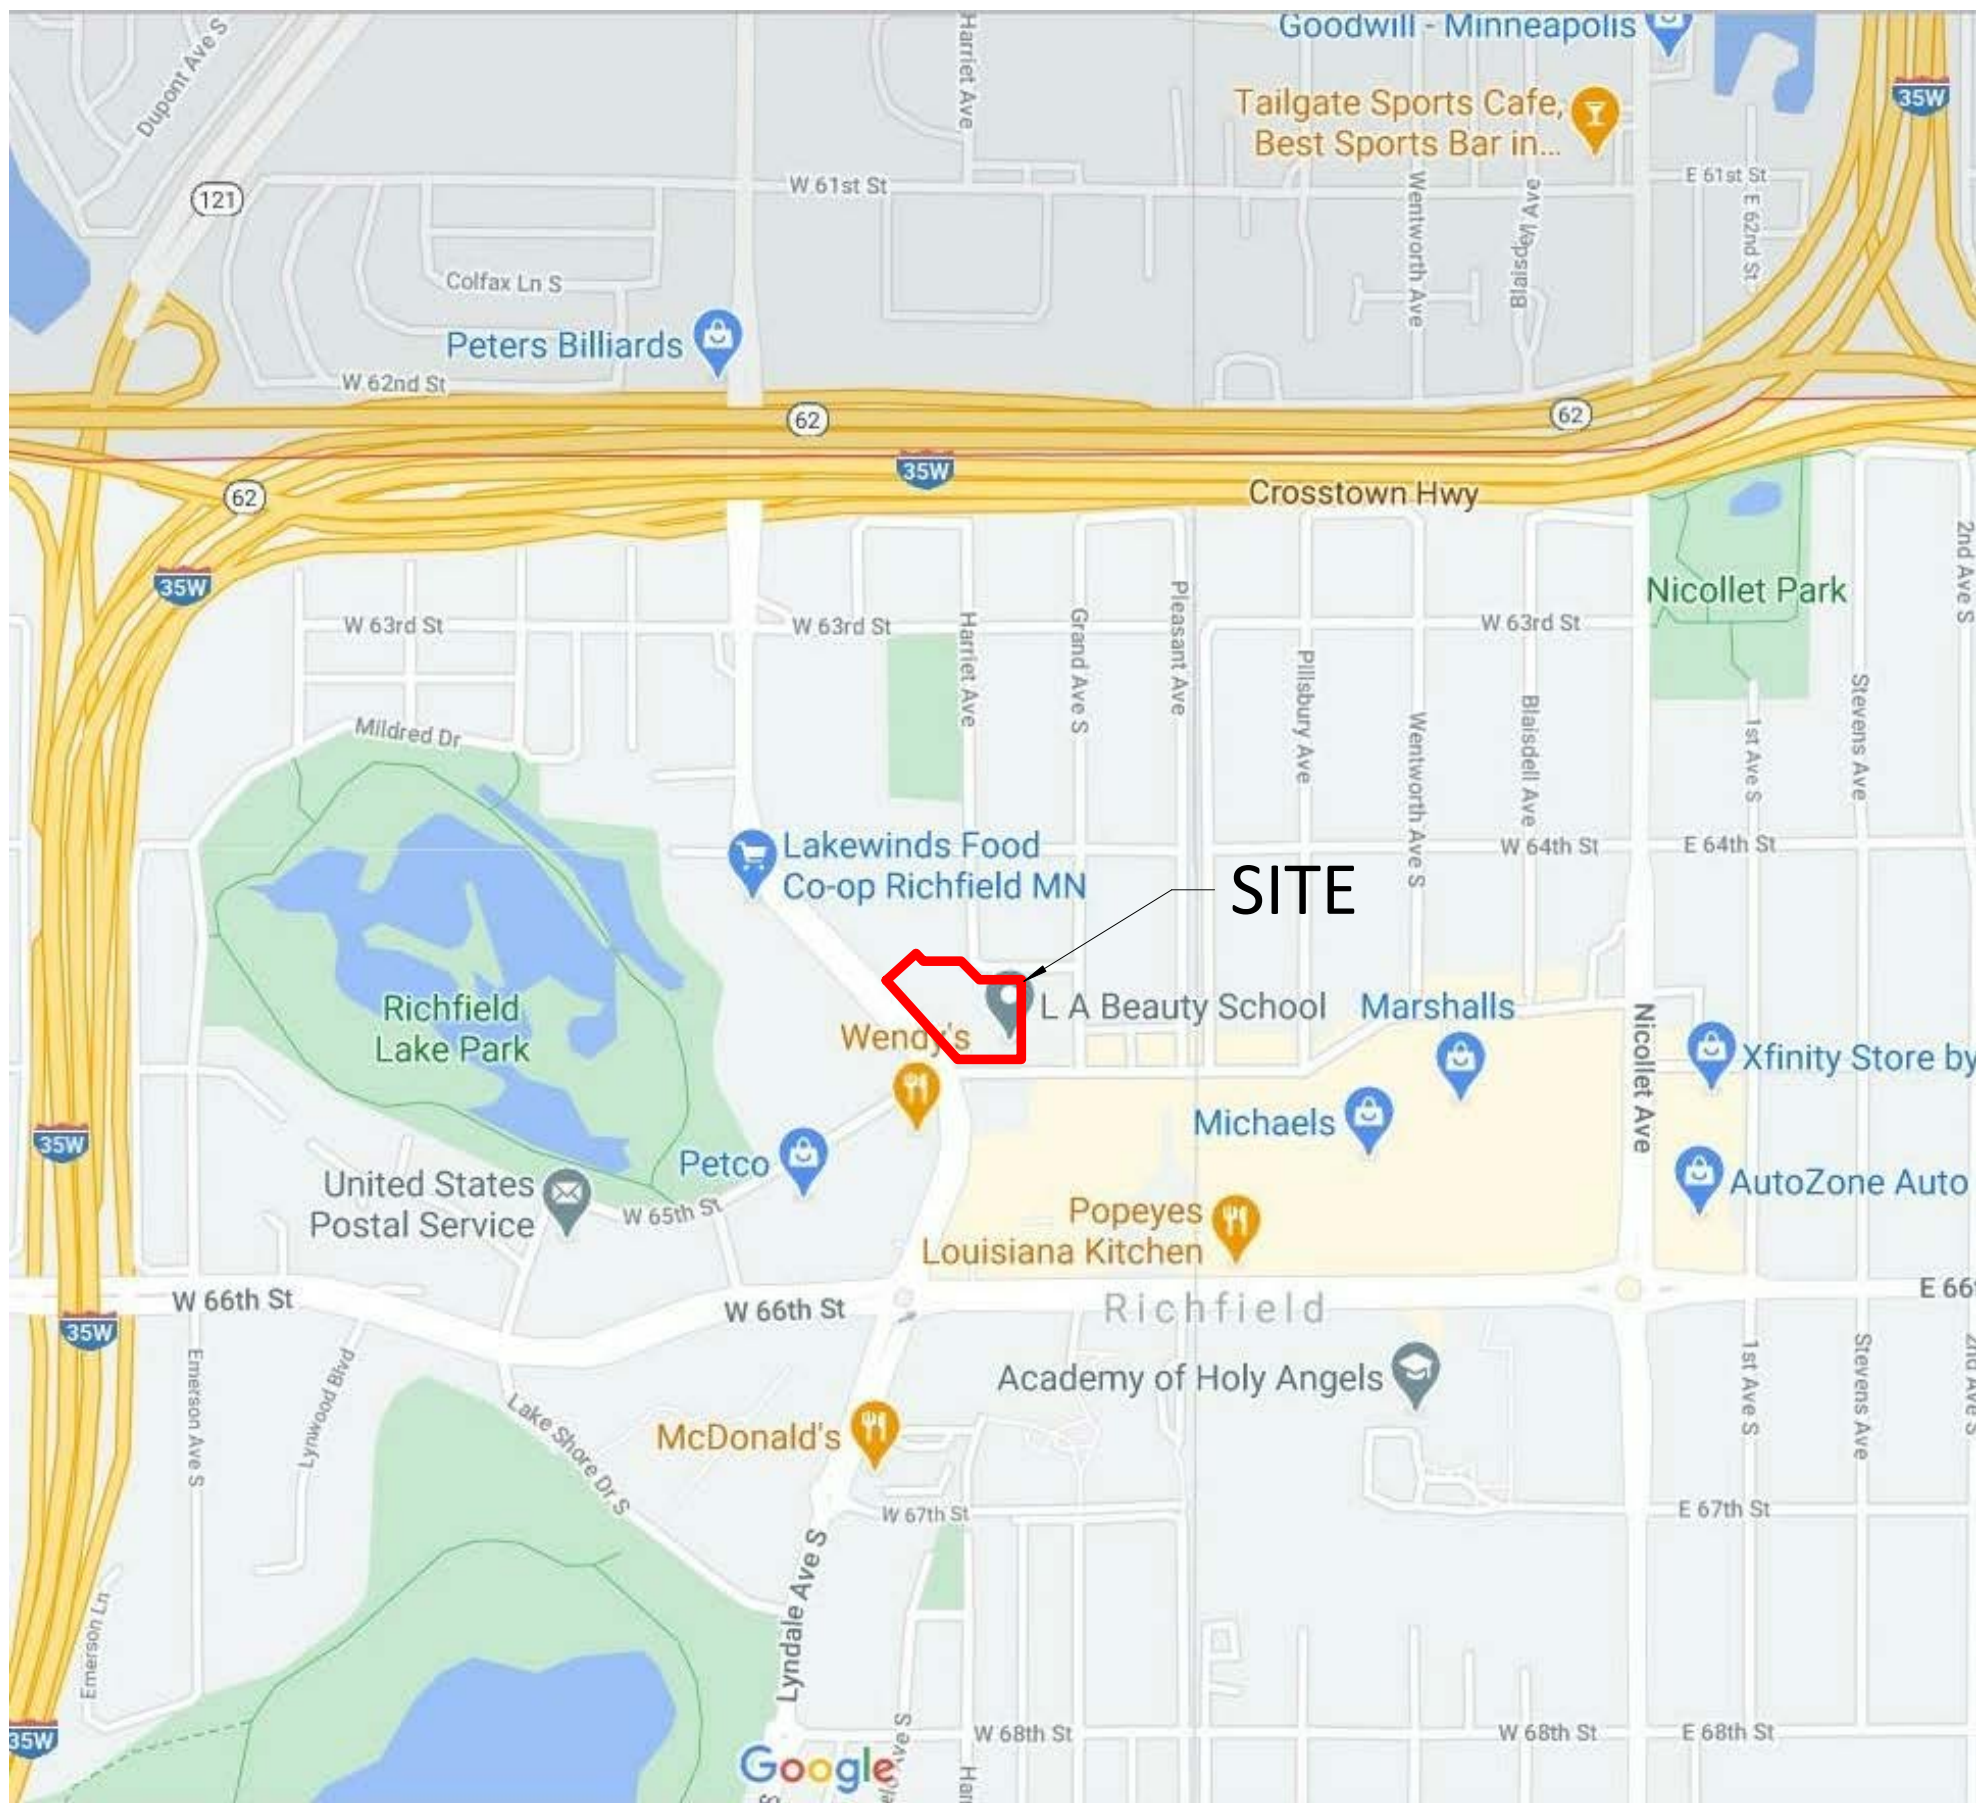 Goodwill - Minneapolis
Dupont Ave S
Harriet Ave
35W
Tailgate Sports Cafe,
Best Sports Bar in...
121
W 61st St
E 61st St
Wentworth Ave
Blaisdell Ave
E 62nd St
Colfax Ln S
Peters Billiards
W 62nd St
62
62
35W
62
Crosstown Hwy
35W
2nd Ave S
Nicollet Park
W 63rd St
W 63rd St
W 63rd St
Harriet Ave
Grand Ave S
Pleasant Ave
Pillsbury Ave
Wentworth Ave S
Blaisdell Ave
1st Ave S
Stevens Ave
Mildred Dr
Lakewinds Food
Co-op Richfield MN
W 64th St
E 64th St
SITE
Richfield
Lake Park
L A Beauty School
Marshalls
Wendy's
Nicollet Ave
Xfinity Store by
Michaels
35W
Petco
AutoZone Auto
United States
Postal Service
W 65th St
Popeyes
Louisiana Kitchen
W 66th St
W 66th St
E 66
Richfield
35W
Emerson Ave S
Lynwood Blvd
Academy of Holy Angels
1st Ave S
Stevens Ave
2nd Ave S
Lake Shore Dr S
McDonald's
W 67th St
E 67th St
Lyndale Ave S
Emerson Ln
35W
W 68th St
W 68th St
E 68th St
Google
Ave S
Har
S